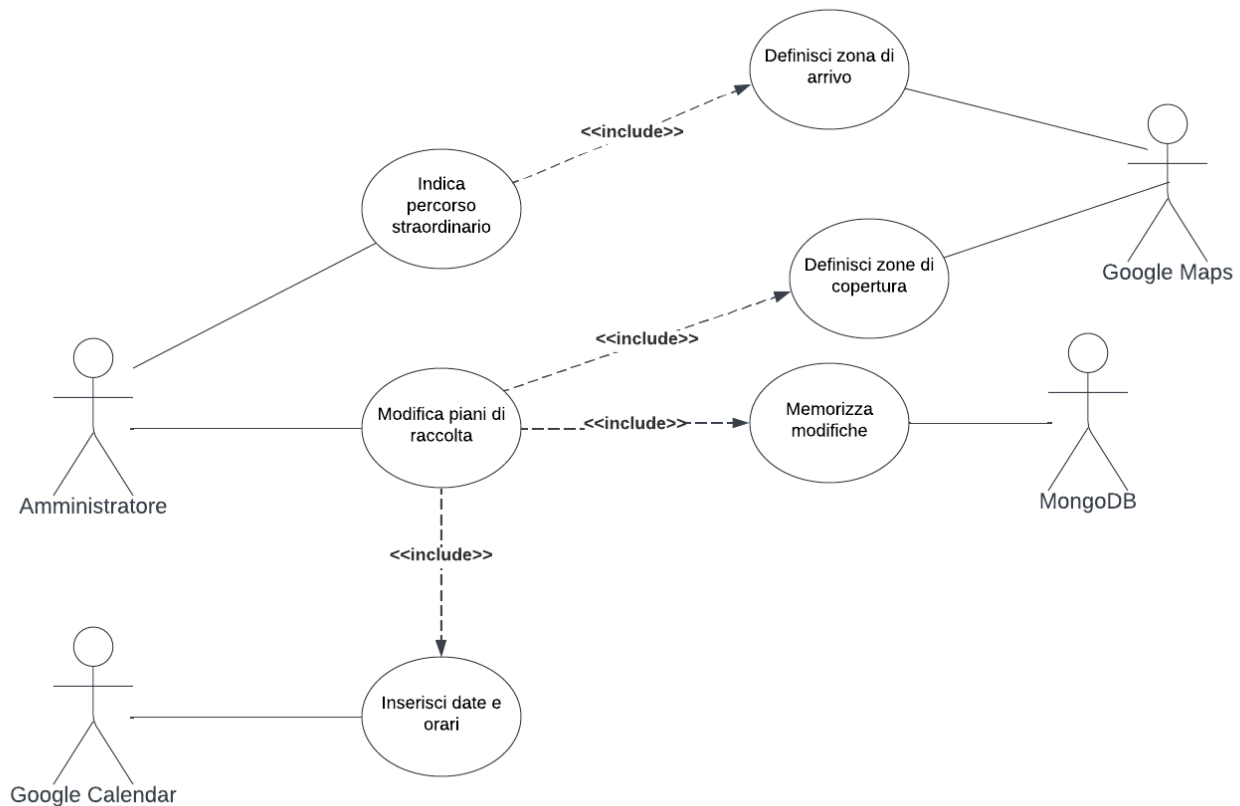 Definisci zona di
arrivo
<<include>>
Indica
percorso
straordinario
Google Maps
Definisci zone di
copertura
<<include>>
Modifica piani di
raccolta
<<include>>
Memorizza
modifiche
Amministratore
MongoDB
<<include>>
Inserisci date e
orari
Google Calendar